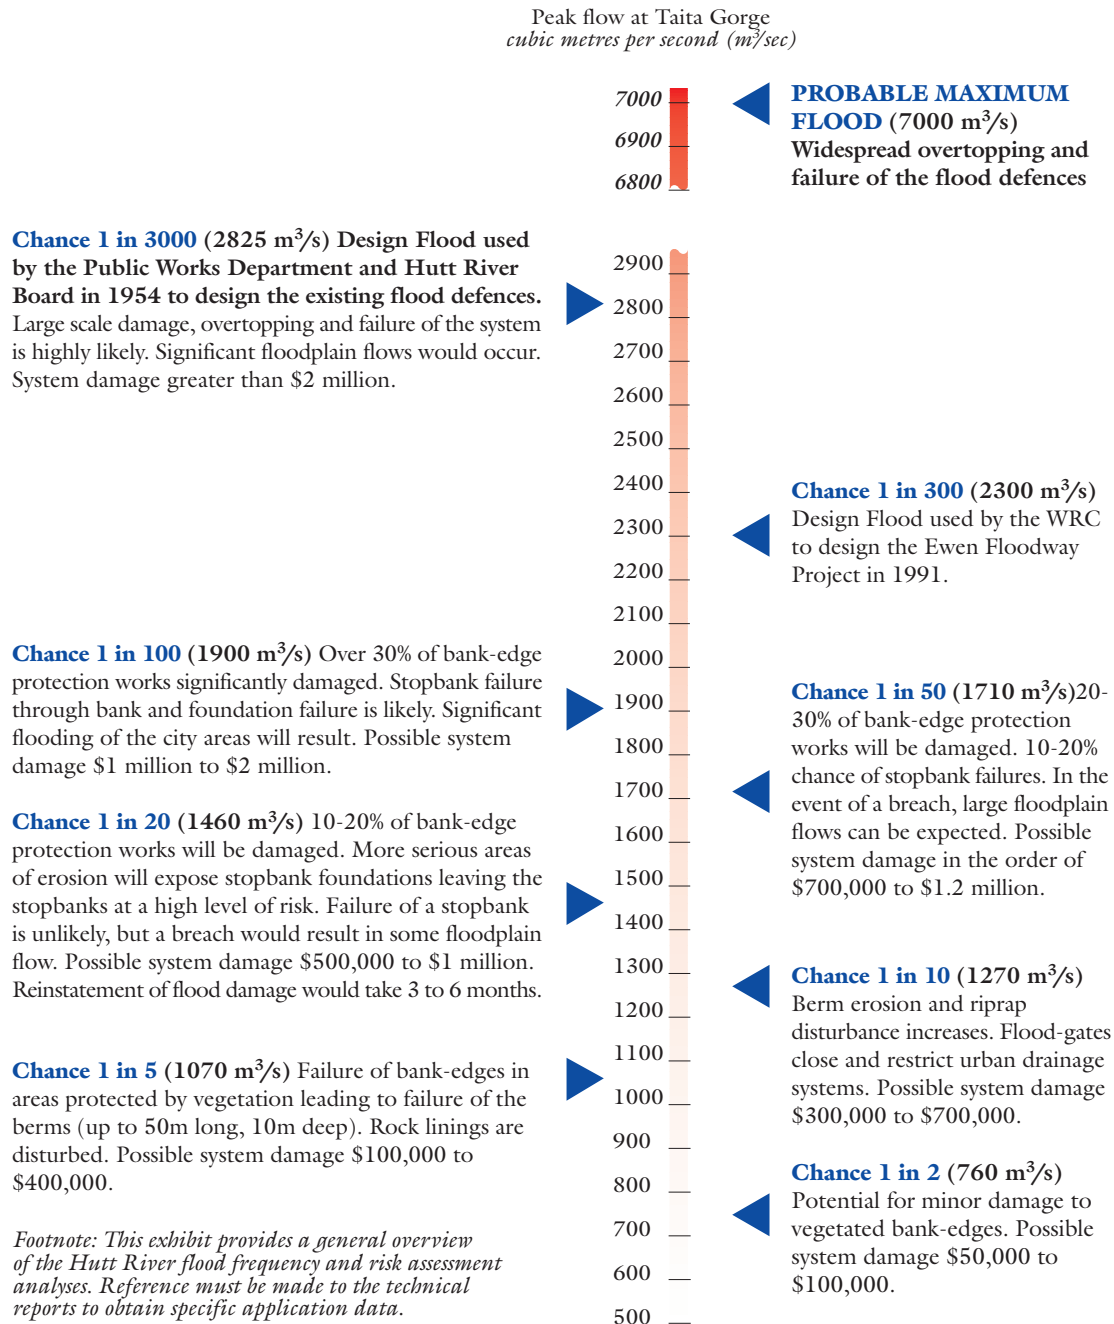 Peak flow at Taita Gorge
cubic metres per second (m³/sec)
7000
6900
6800
PROBABLE MAXIMUM
FLOOD (7000 m³/s)
Widespread overtopping and
failure of the flood defences
Chance 1 in 3000 (2825 m³/s) Design Flood used
by the Public Works Department and Hutt River
Board in 1954 to design the existing flood defences.
Large scale damage, overtopping and failure of the system
is highly likely. Significant floodplain flows would occur.
System damage greater than $2 million.
2900
2800
2700
2600
2500
2400
2300
2200
2100
2000
1900
1800
1700
1600
1500
1400
1300
1200
1100
1000
900
800
700
600
500
Chance 1 in 300 (2300 m³/s)
Design Flood used by the WRC
to design the Ewen Floodway
Project in 1991.
Chance 1 in 100 (1900 m³/s) Over 30% of bank-edge
protection works significantly damaged. Stopbank failure
through bank and foundation failure is likely. Significant
flooding of the city areas will result. Possible system
damage $1 million to $2 million.
Chance 1 in 50 (1710 m³/s)20-
30% of bank-edge protection
works will be damaged. 10-20%
chance of stopbank failures. In the
event of a breach, large floodplain
flows can be expected. Possible
system damage in the order of
$700,000 to $1.2 million.
Chance 1 in 20 (1460 m³/s) 10-20% of bank-edge
protection works will be damaged. More serious areas
of erosion will expose stopbank foundations leaving the
stopbanks at a high level of risk. Failure of a stopbank
is unlikely, but a breach would result in some floodplain
flow. Possible system damage $500,000 to $1 million.
Reinstatement of flood damage would take 3 to 6 months.
Chance 1 in 10 (1270 m³/s)
Berm erosion and riprap
disturbance increases. Flood-gates
close and restrict urban drainage
systems. Possible system damage
$300,000 to $700,000.
Chance 1 in 5 (1070 m³/s) Failure of bank-edges in
areas protected by vegetation leading to failure of the
berms (up to 50m long, 10m deep). Rock linings are
disturbed. Possible system damage $100,000 to
$400,000.
Chance 1 in 2 (760 m³/s)
Potential for minor damage to
vegetated bank-edges. Possible
system damage $50,000 to
$100,000.
Footnote: This exhibit provides a general overview
of the Hutt River flood frequency and risk assessment
analyses. Reference must be made to the technical
reports to obtain specific application data.